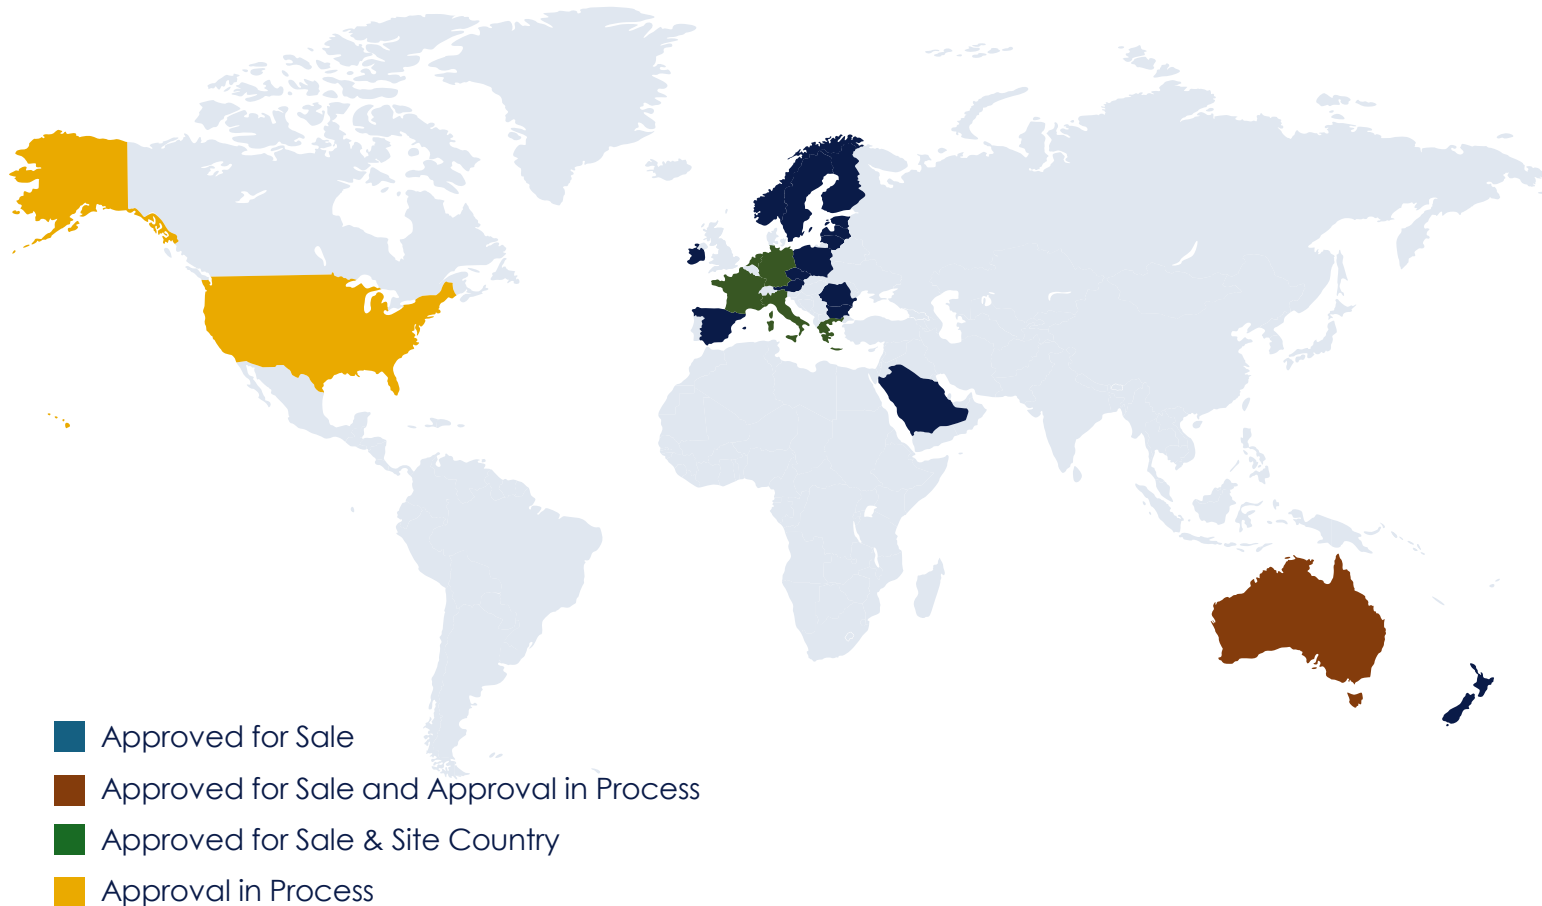 Approved for Sale
Approved for Sale and Approval in Process
Approved for Sale & Site Country
Approval in Process